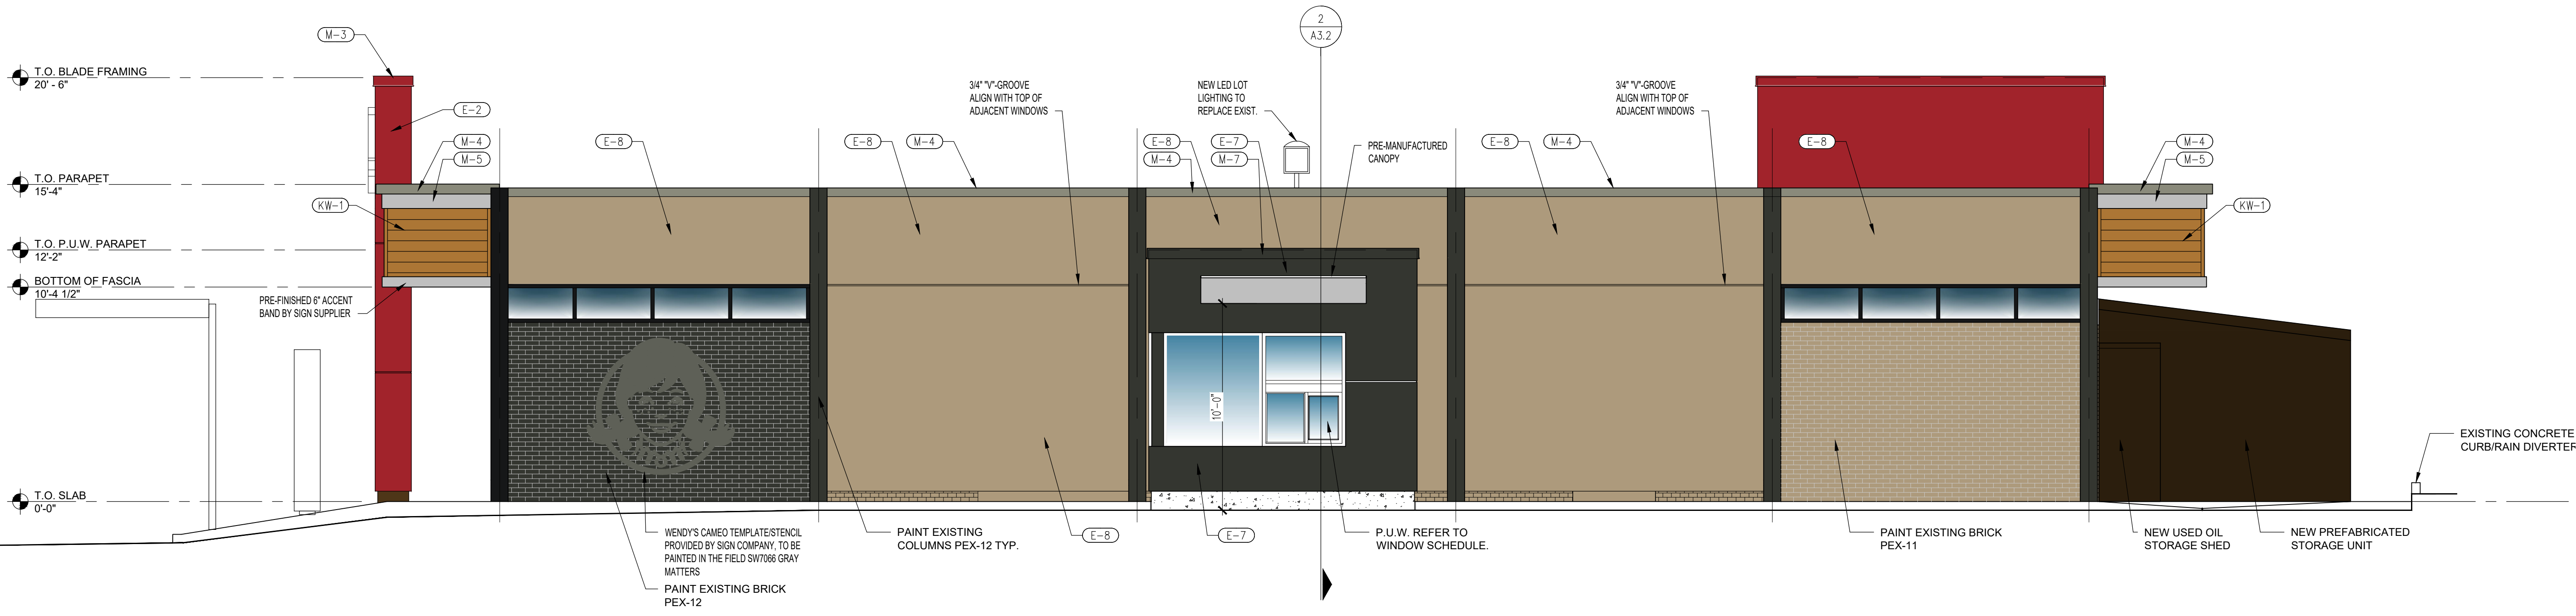 2
A3.2
M-3
T.O. BLADE FRAMING
20' - 6"
E-2
3/4" "V"-GROOVE
ALIGN WITH TOP OF
ADJACENT WINDOWS
NEW LED LOT
LIGHTING TO
REPLACE EXIST.
3/4" "V"-GROOVE
ALIGN WITH TOP OF
ADJACENT WINDOWS
M-4
M-5
E-8
E-8
M-4
E-8
M-4
E-7
M-7
PRE-MANUFACTURED
CANOPY
E-8
M-4
E-8
M-4
M-5
T.O. PARAPET
15'-4"
KW-1
KW-1
T.O. P.U.W. PARAPET
12'-2"
BOTTOM OF FASCIA
10'-4 1/2"
PRE-FINISHED 6" ACCENT
BAND BY SIGN SUPPLIER
10'-0"
EXISTING CONCRETE
CURB/RAIN DIVERTER
T.O. SLAB
0'-0"
WENDY'S CAMEO TEMPLATE/STENCIL
PROVIDED BY SIGN COMPANY, TO BE
PAINTED IN THE FIELD SW7066 GRAY
MATTERS
PAINT EXISTING BRICK
PEX-12
PAINT EXISTING
COLUMNS PEX-12 TYP.
E-8
E-7
P.U.W. REFER TO
WINDOW SCHEDULE.
PAINT EXISTING BRICK
PEX-11
NEW USED OIL
STORAGE SHED
NEW PREFABRICATED
STORAGE UNIT